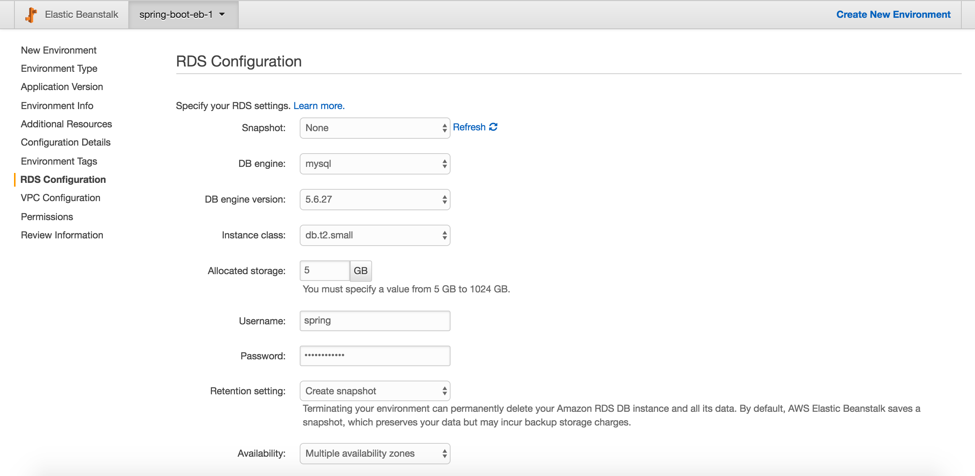 Elastic Beanstalk spring-boot-eb-1 Create New Environment
New Environment
Environment Type
Application Version
Environment Info
Additional Resources
Configuration Details
Environment Tags
RDS Configuration
VPC Configuration
Permissions
Review Information
RDS Configuration
Specify your RDS settings. Learn more.
Snapshot: None Refresh
DB engine: mysql
DB engine version: 5.6.27
Instance class: db.t2.small
Allocated storage: 5 GB
You must specify a value from 5 GB to 1024 GB.
Username: spring
Password: ••••••••••••
Retention setting: Create snapshot
Terminating your environment can permanently delete your Amazon RDS DB instance and all its data. By default, AWS Elastic Beanstalk saves a
snapshot, which preserves your data but may incur backup storage charges.
Availability: Multiple availability zones